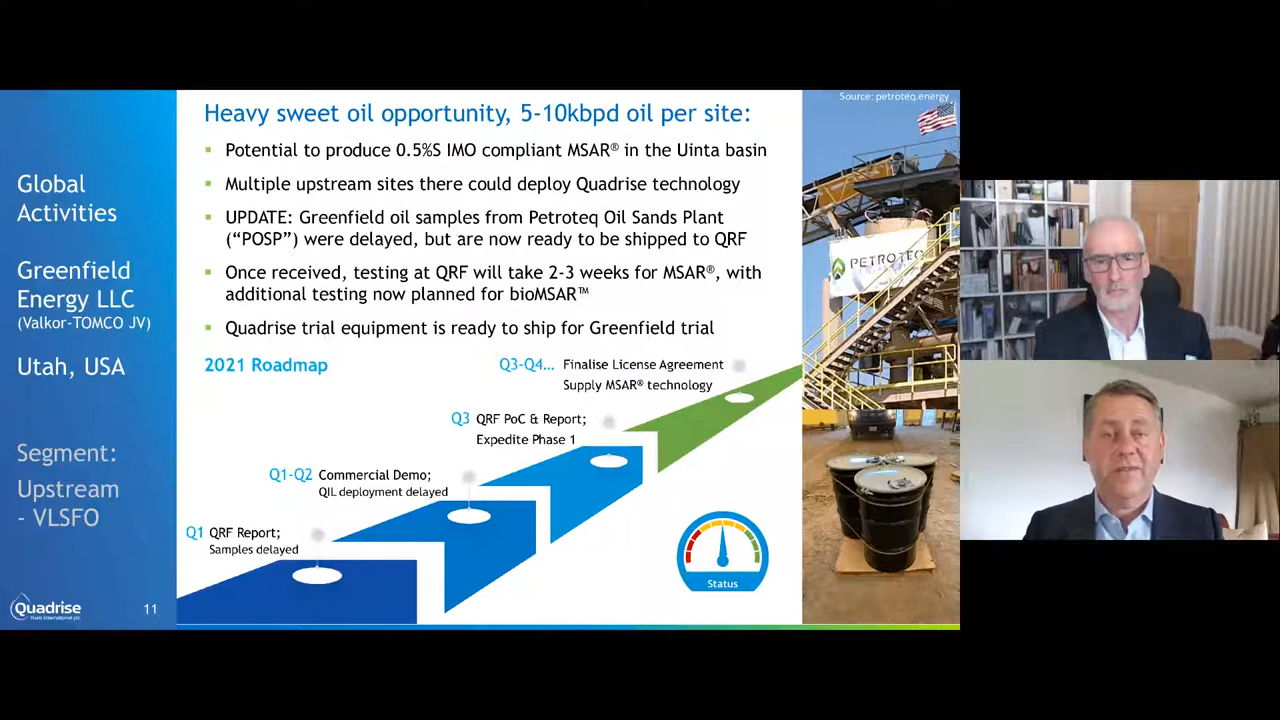 Source: petroteq.energy
Heavy sweet oil opportunity, 5-10kbpd oil per site:
▪ Potential to produce 0.5%S IMO compliant MSAR® in the Uinta basin
▪ Multiple upstream sites there could deploy Quadrise technology
▪ UPDATE: Greenfield oil samples from Petroteq Oil Sands Plant
(“POSP”) were delayed, but are now ready to be shipped to QRF
▪ Once received, testing at QRF will take 2-3 weeks for MSAR®, with
additional testing now planned for bioMSAR™
▪ Quadrise trial equipment is ready to ship for Greenfield trial
2021 Roadmap
Q3-Q4... Finalise License Agreement
Supply MSAR® technology
Q3 QRF PoC & Report;
Expedite Phase 1
Q1-Q2 Commercial Demo;
QIL deployment delayed
Q1 QRF Report;
Samples delayed
Status
Global
Activities
Greenfield
Energy LLC
(Valkor-TOMCO JV)
Utah, USA
Segment:
Upstream
- VLSFO
Quadrise
Fuels International plc
11
PETROTEQ